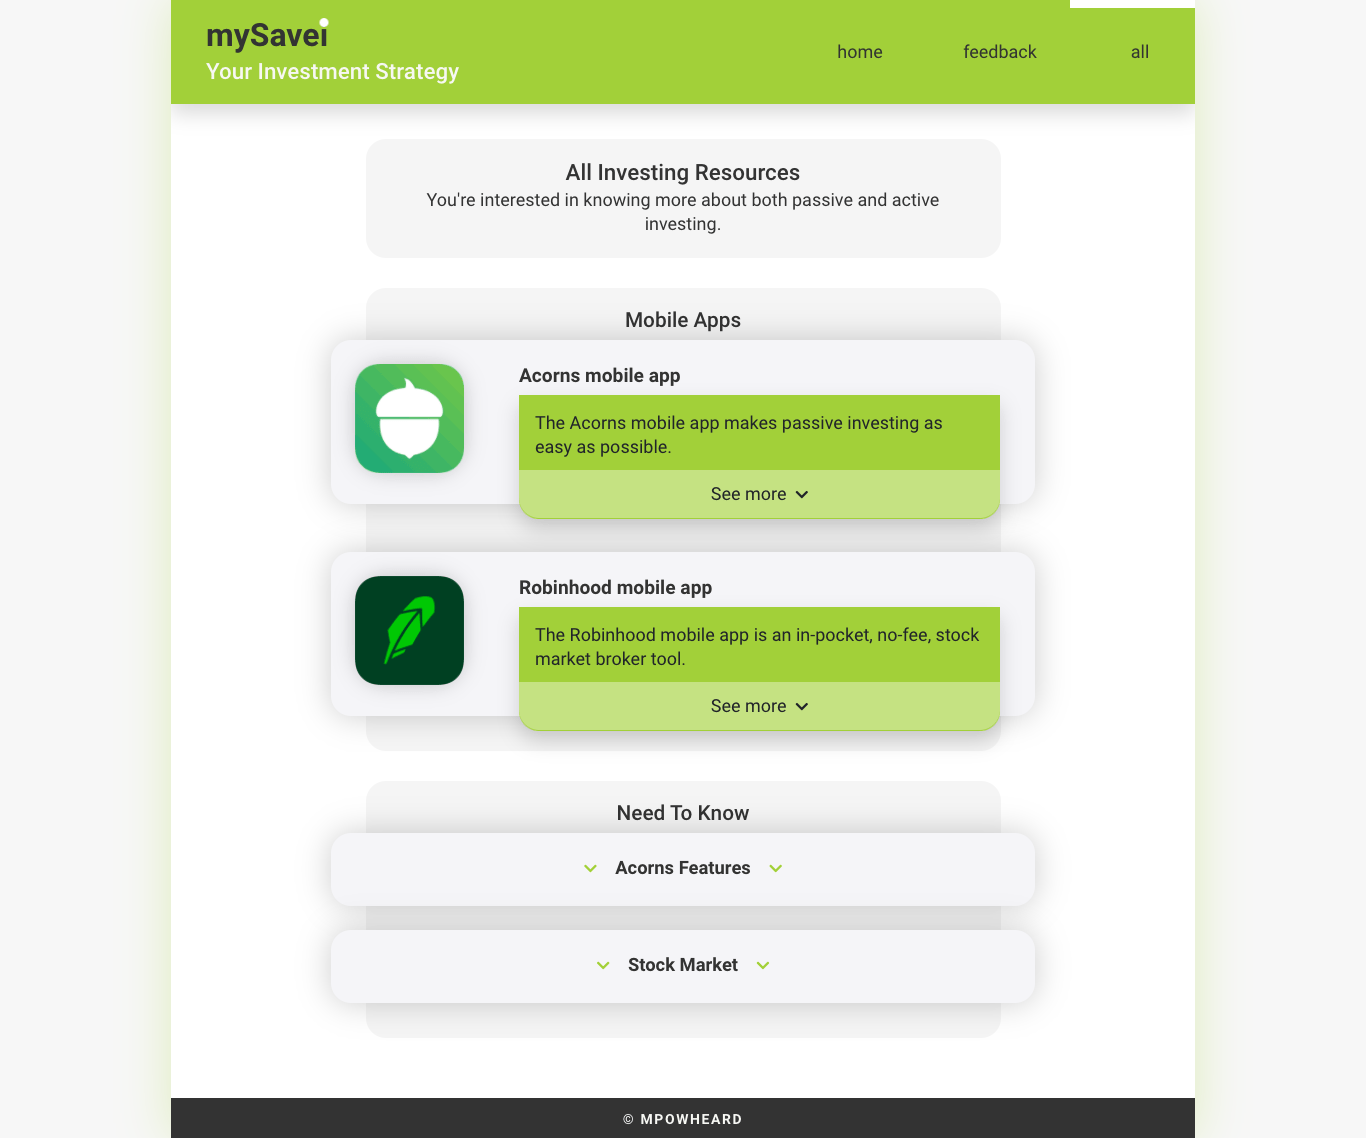 mySavei
Your Investment Strategy
home
feedback
all
All Investing Resources
You're interested in knowing more about both passive and active
investing.
Mobile Apps
Acorns mobile app
The Acorns mobile app makes passive investing as
easy as possible.
See more
Robinhood mobile app
The Robinhood mobile app is an in-pocket, no-fee, stock
market broker tool.
See more
Need To Know
Acorns Features
Stock Market
© MPOWHEARD